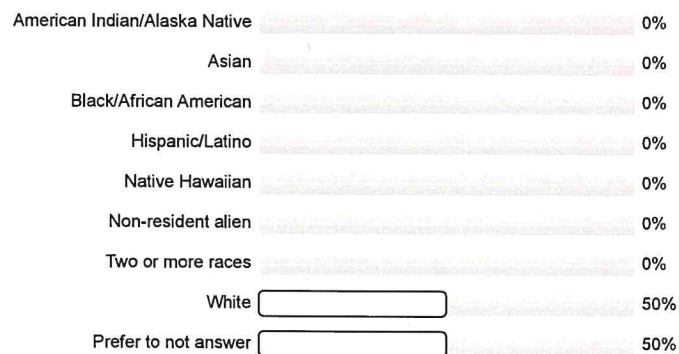 American Indian/Alaska Native 0%
Asian 0%
Black/African American 0%
Hispanic/Latino 0%
Native Hawaiian 0%
Non-resident alien 0%
Two or more races 0%
White 50%
Prefer to not answer 50%